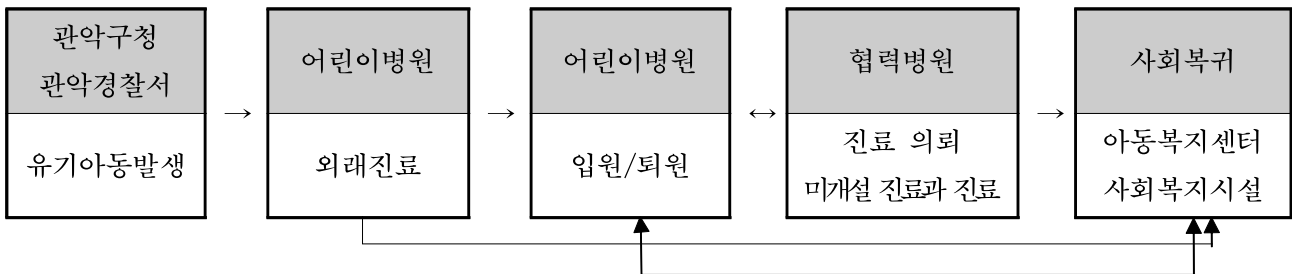 관악구청
관악경찰서
유기아동발생
→
어린이병원
외래진료
→
어린이병원
입원/퇴원
↔
협력병원
진료 의뢰
미개설 진료과 진료
→
사회복귀
아동복지센터
사회복지시설